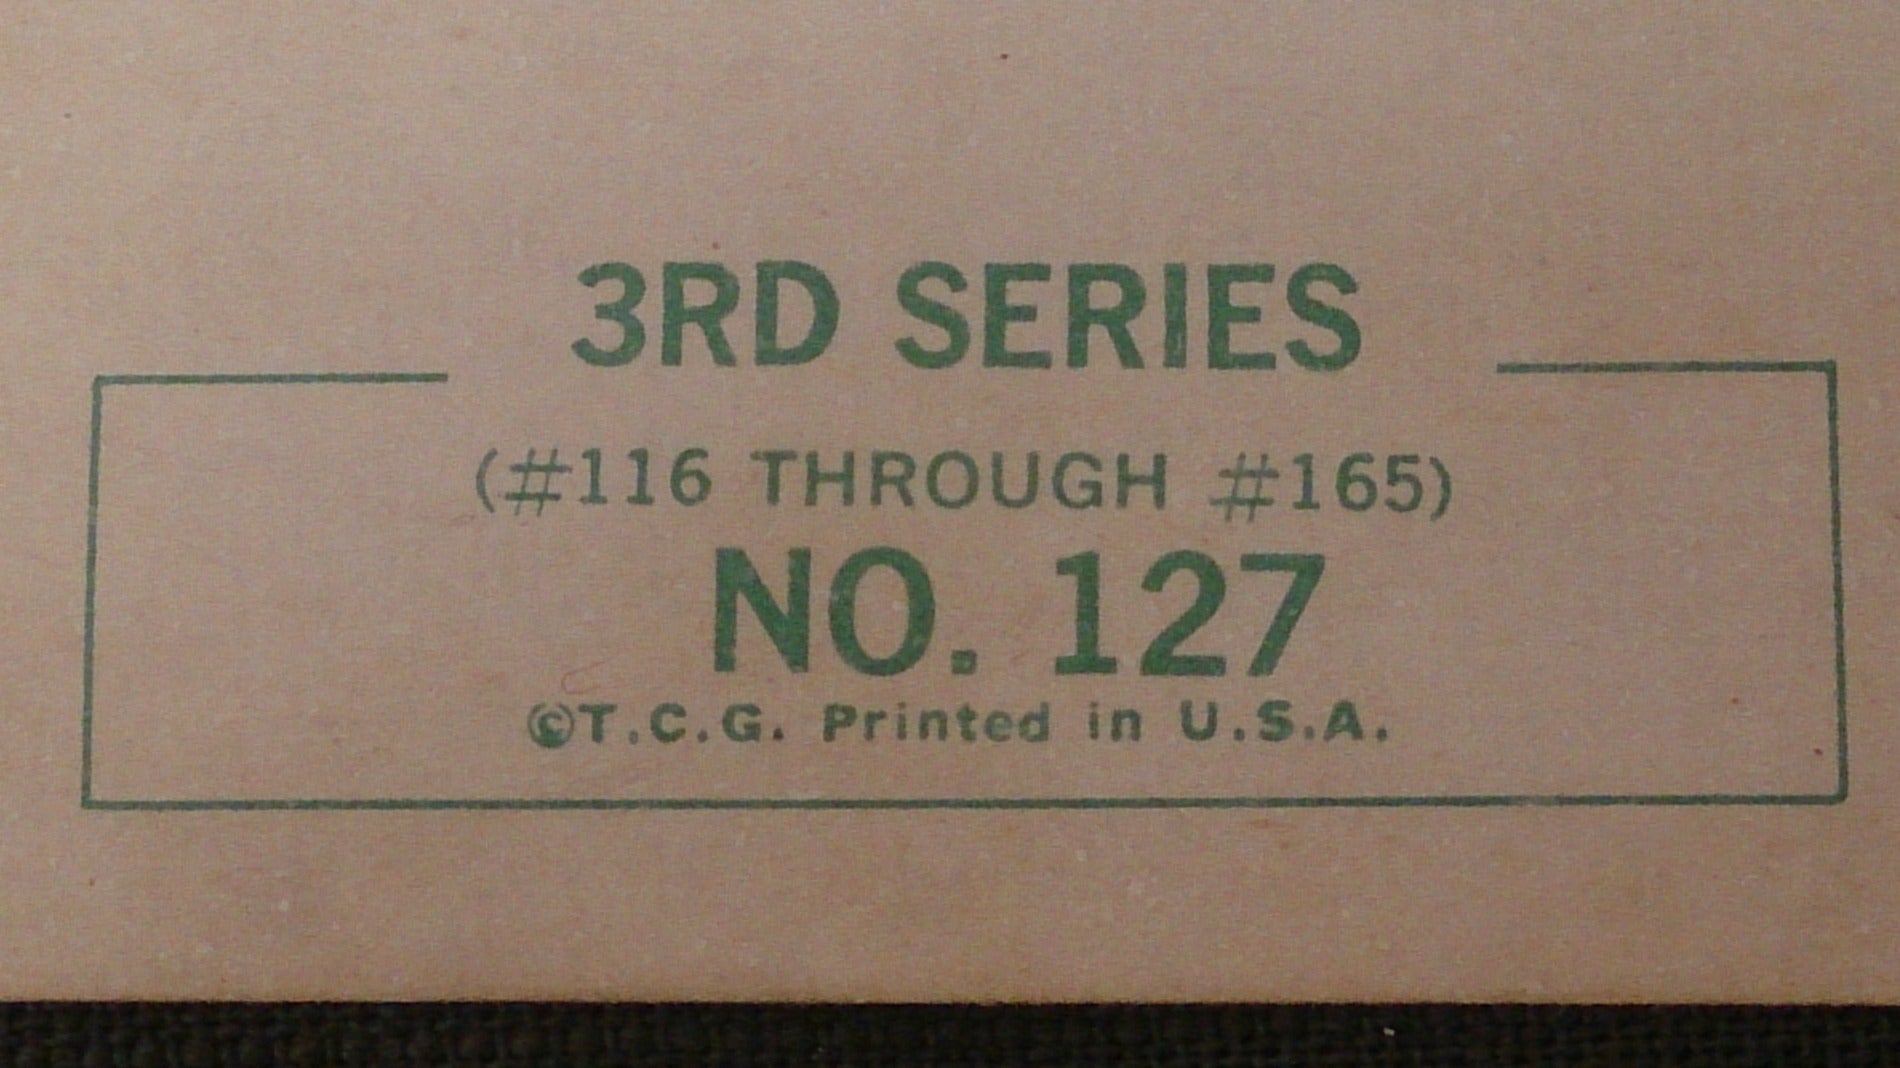 3RD SERIES
(#116 THROUGH #165)
NO. 127
©T.C.G. Printed in U.S.A.